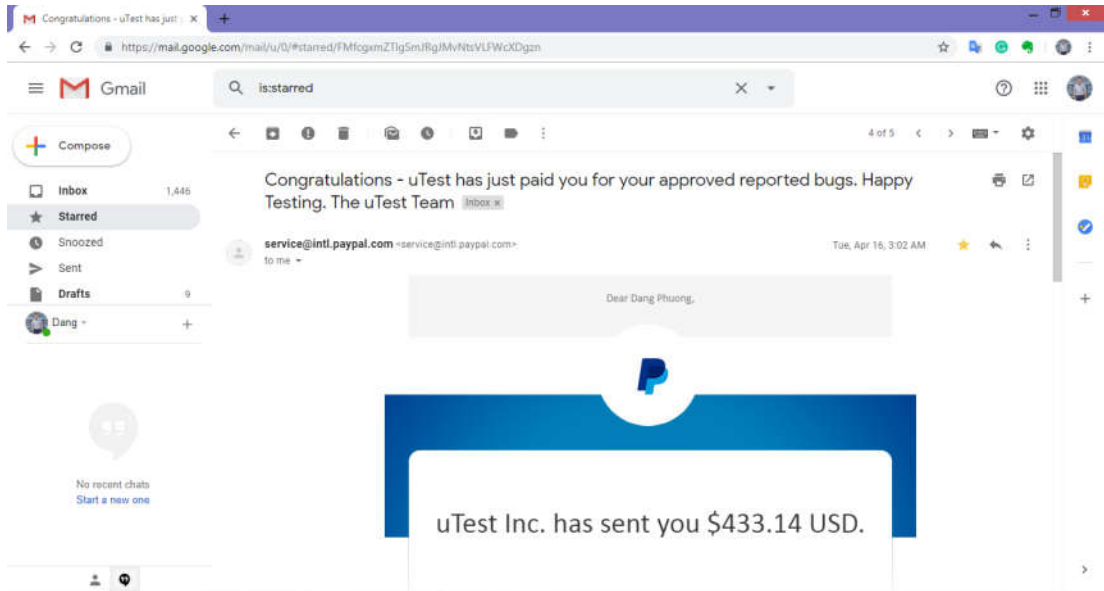 Congratulations - uTest has just
https://mail.google.com/mail/u/0/#starred/FMfcgxmZTlgSmJRgJMvNtsVLFWcXDgzn
Gmail
is:starred
Compose
4 of 5
Inbox 1,446
Starred
Snoozed
Sent
Drafts 9
Dang
No recent chats
Start a new one
Congratulations - uTest has just paid you for your approved reported bugs. Happy
Testing. The uTest Team Inbox x
service@intl.paypal.com <service@intl.paypal.com>
Tue, Apr 16, 3:02 AM
to me
Dear Dang Phuong,
uTest Inc. has sent you $433.14 USD.